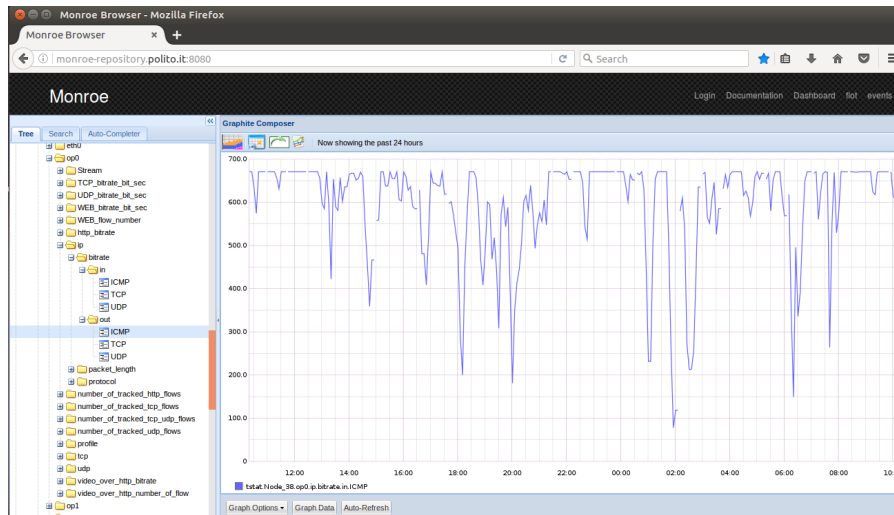 Monroe Browser - Mozilla Firefox
Monroe Browser × +
monroe-repository.polito.it:8080
Search
Monroe
Login Documentation Dashboard flot events
Tree Search Auto-Completer
Graphite Composer
Now showing the past 24 hours
eth0
op0
Stream
TCP_bitrate_bit_sec
UDP_bitrate_bit_sec
WEB_bitrate_bit_sec
WEB_flow_number
http_bitrate
ip
bitrate
in
ICMP
TCP
UDP
out
ICMP
TCP
UDP
packet_length
protocol
number_of_tracked_http_flows
number_of_tracked_tcp_flows
number_of_tracked_tcp_udp_flows
number_of_tracked_udp_flows
profile
tcp
udp
video_over_http_bitrate
video_over_http_number_of_flow
op1
700.0
600.0
500.0
400.0
300.0
200.0
100.0
0
12:00 14:00 16:00 18:00 20:00 22:00 00:00 02:00 04:00 06:00 08:00 10:
tstat.Node_38.op0.ip.bitrate.in.ICMP
Graph Options Graph Data Auto-Refresh